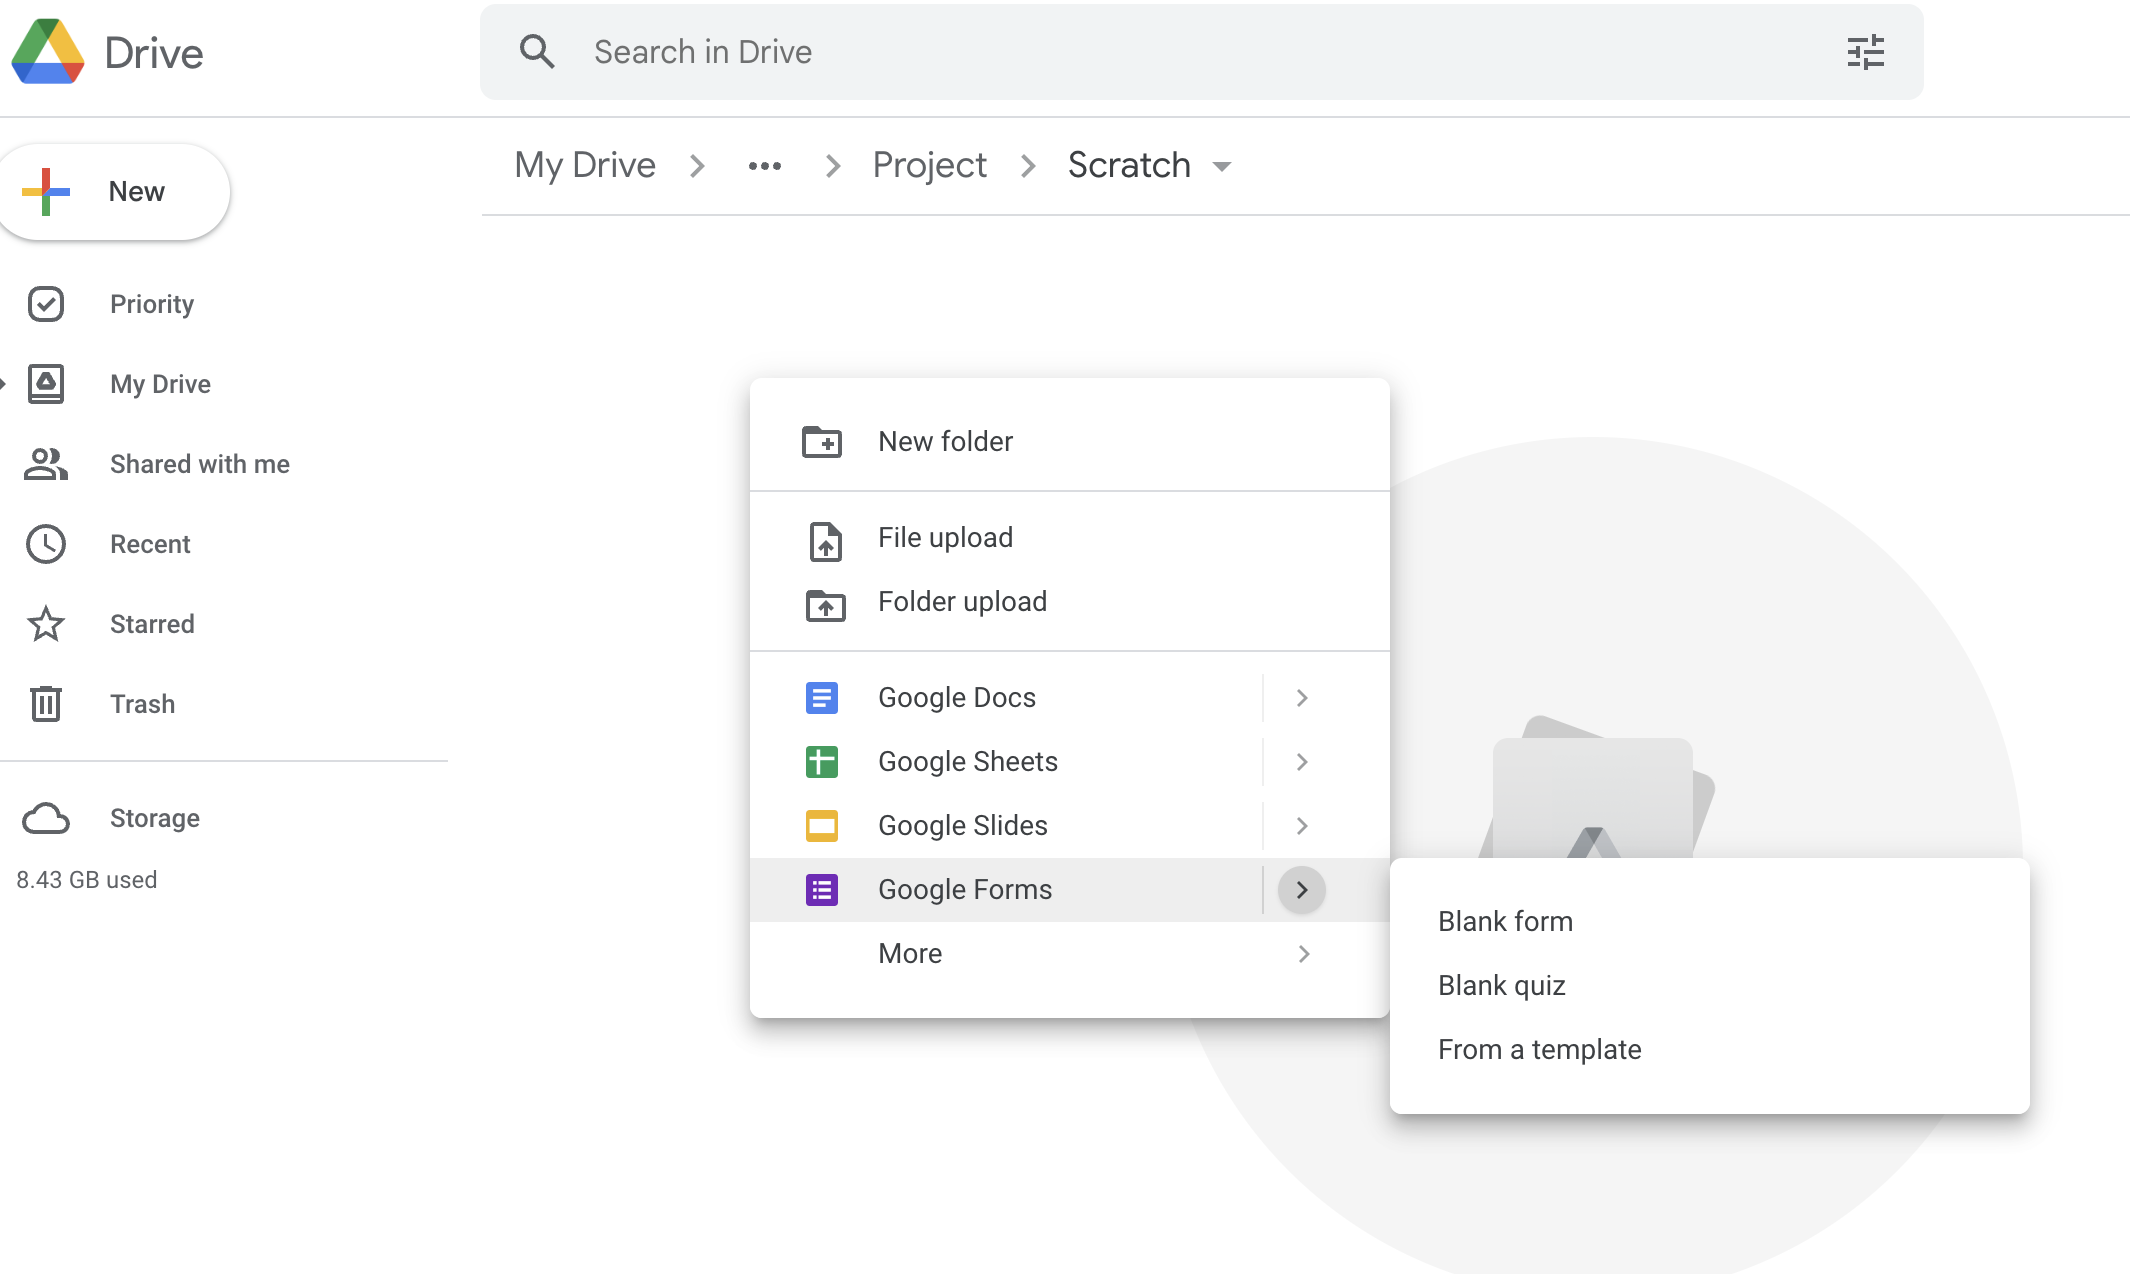 Drive
Search in Drive
New
My Drive
Project
Scratch
Priority
My Drive
Shared with me
Recent
Starred
Trash
Storage
8.43 GB used
New folder
File upload
Folder upload
Google Docs
Google Sheets
Google Slides
Google Forms
More
Blank form
Blank quiz
From a template